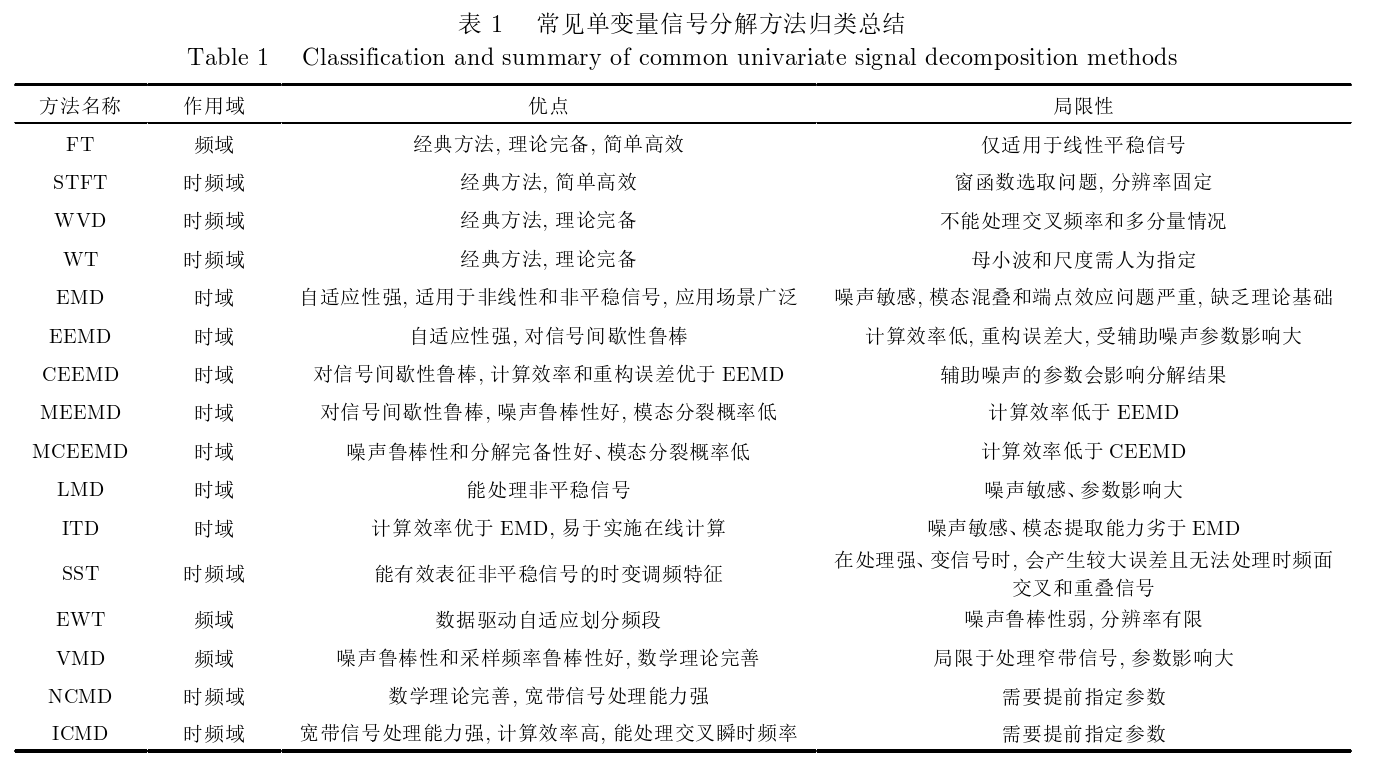 表 1 常见单变量信号分解方法归类总结
Table 1 Classification and summary of common univariate signal decomposition methods
方法名称 作用域 优点 局限性
FT 频域 经典方法, 理论完备, 简单高效 仅适用于线性平稳信号
STFT 时频域 经典方法, 简单高效 窗函数选取问题, 分辨率固定
WVD 时频域 经典方法, 理论完备 不能处理交叉频率和多分量情况
WT 时频域 经典方法, 理论完备 母小波和尺度需人为指定
EMD 时域 自适应性强, 适用于非线性和非平稳信号, 应用场景广泛 噪声敏感, 模态混叠和端点效应问题严重, 缺乏理论基础
EEMD 时域 自适应性强, 对信号间歇性鲁棒 计算效率低, 重构误差大, 受辅助噪声参数影响大
CEEMD 时域 对信号间歇性鲁棒, 计算效率和重构误差优于 EEMD 辅助噪声的参数会影响分解结果
MEEMD 时域 对信号间歇性鲁棒, 噪声鲁棒性好, 模态分裂概率低 计算效率低于 EEMD
MCEEMD 时域 噪声鲁棒性和分解完备性好、模态分裂概率低 计算效率低于 CEEMD
LMD 时域 能处理非平稳信号 噪声敏感、参数影响大
ITD 时域 计算效率优于 EMD, 易于实施在线计算 噪声敏感、模态提取能力劣于 EMD
SST 时频域 能有效表征非平稳信号的时变调频特征 在处理强、变信号时, 会产生较大误差且无法处理时频面
交叉和重叠信号
EWT 频域 数据驱动自适应划分频段 噪声鲁棒性弱, 分辨率有限
VMD 频域 噪声鲁棒性和采样频率鲁棒性好, 数学理论完善 局限于处理窄带信号, 参数影响大
NCMD 时频域 数学理论完善, 宽带信号处理能力强 需要提前指定参数
ICMD 时频域 宽带信号处理能力强, 计算效率高, 能处理交叉瞬时频率 需要提前指定参数